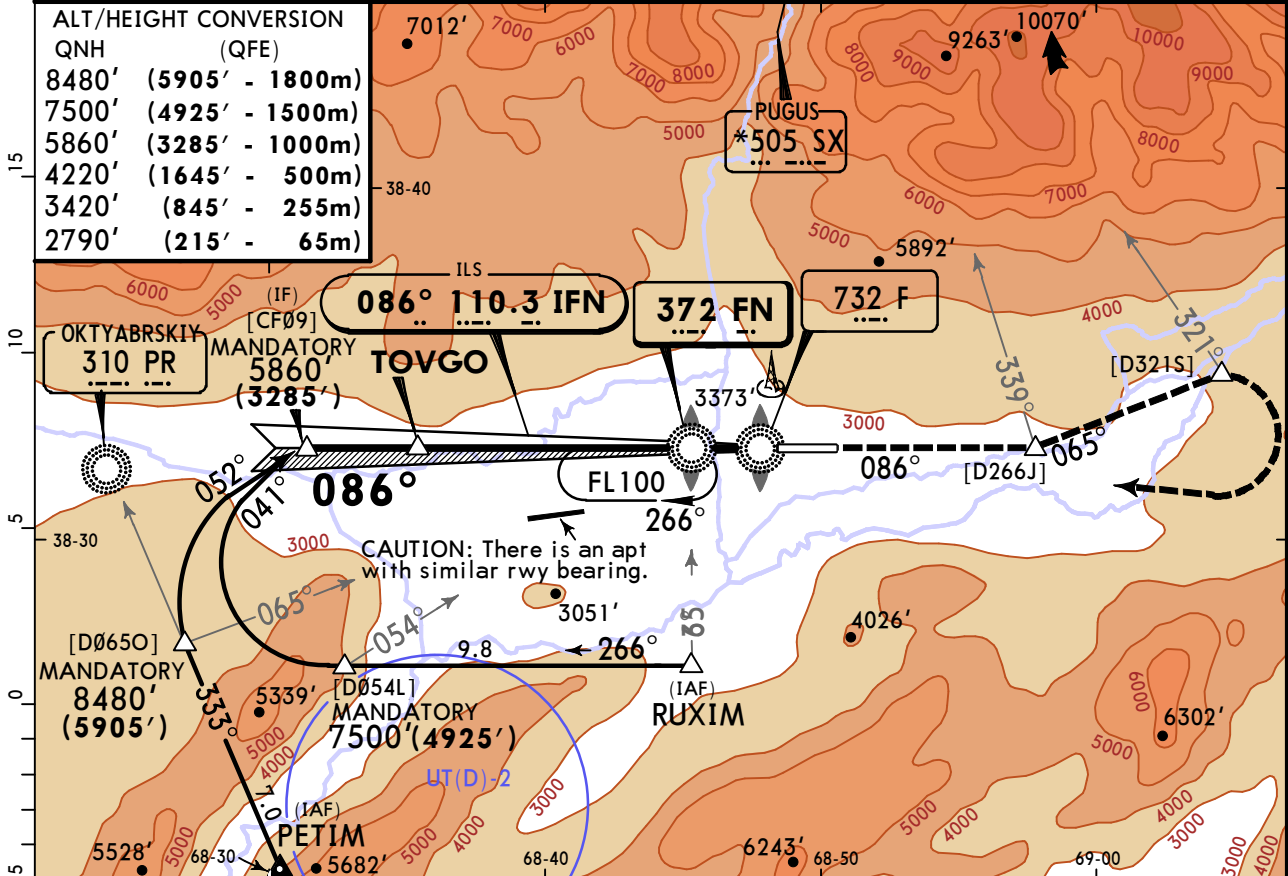 ALT/HEIGHT CONVERSION
QNH (QFE)
8480' (5905' - 1800m)
7500' (4925' - 1500m)
5860' (3285' - 1000m)
4220' (1645' - 500m)
3420' (845' - 255m)
2790' (215' - 65m)
7012'
7000
6000
7000
8000
5000
PUGUS
*505 SX
8000
9000
9263'
10070'
10000
9000
8000
7000
6000
5000
5892'
4000
15
38-40
6000
5000
10
OKTYABRSKIY
310 PR
(IF)
[CF09]
MANDATORY
5860'
(3285')
ILS
086° 110.3 IFN
TOVGO
372 FN
732 F
3373'
3000
339°
321°
[D321S]
065°
[D266J]
086°
052°
041°
086°
FL100
266°
5
38-30
3000
CAUTION: There is an apt
with similar rwy bearing.
3051'
065°
054°
[D065O]
MANDATORY
8480'
(5905')
333°
7.0
5339'
5000
4000
[D054L]
MANDATORY
7500' (4925')
9.8
266°
(IAF)
RUXIM
4026'
6000
6302'
5000
0
UT(D)-2
3000
(IAF)
PETIM
5528'
5000
68-30
5682'
5000
4000
68-40
6243'
68-50
5000
4000
69-00
4000
3000
3000
4000
5